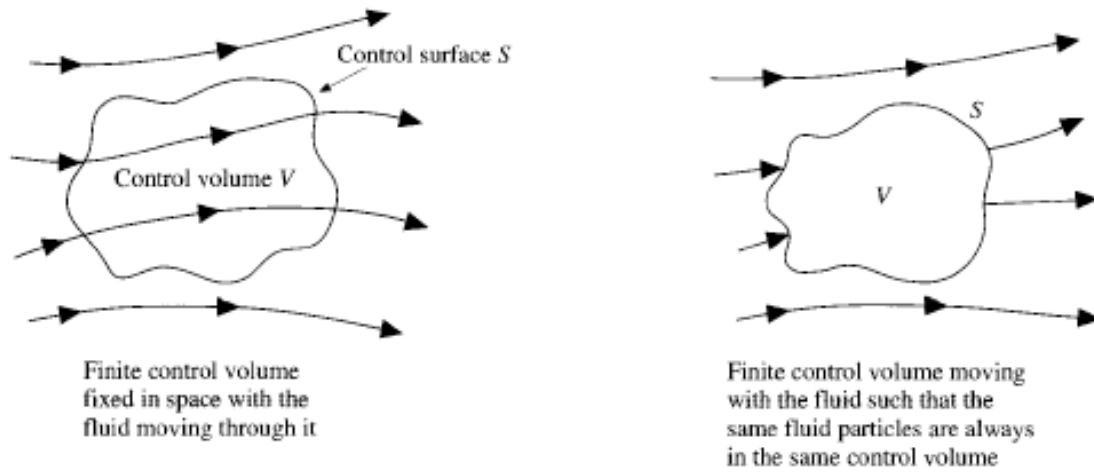 Control surface S
Control volume V
Finite control volume
fixed in space with the
fluid moving through it
S
V
Finite control volume moving
with the fluid such that the
same fluid particles are always
in the same control volume